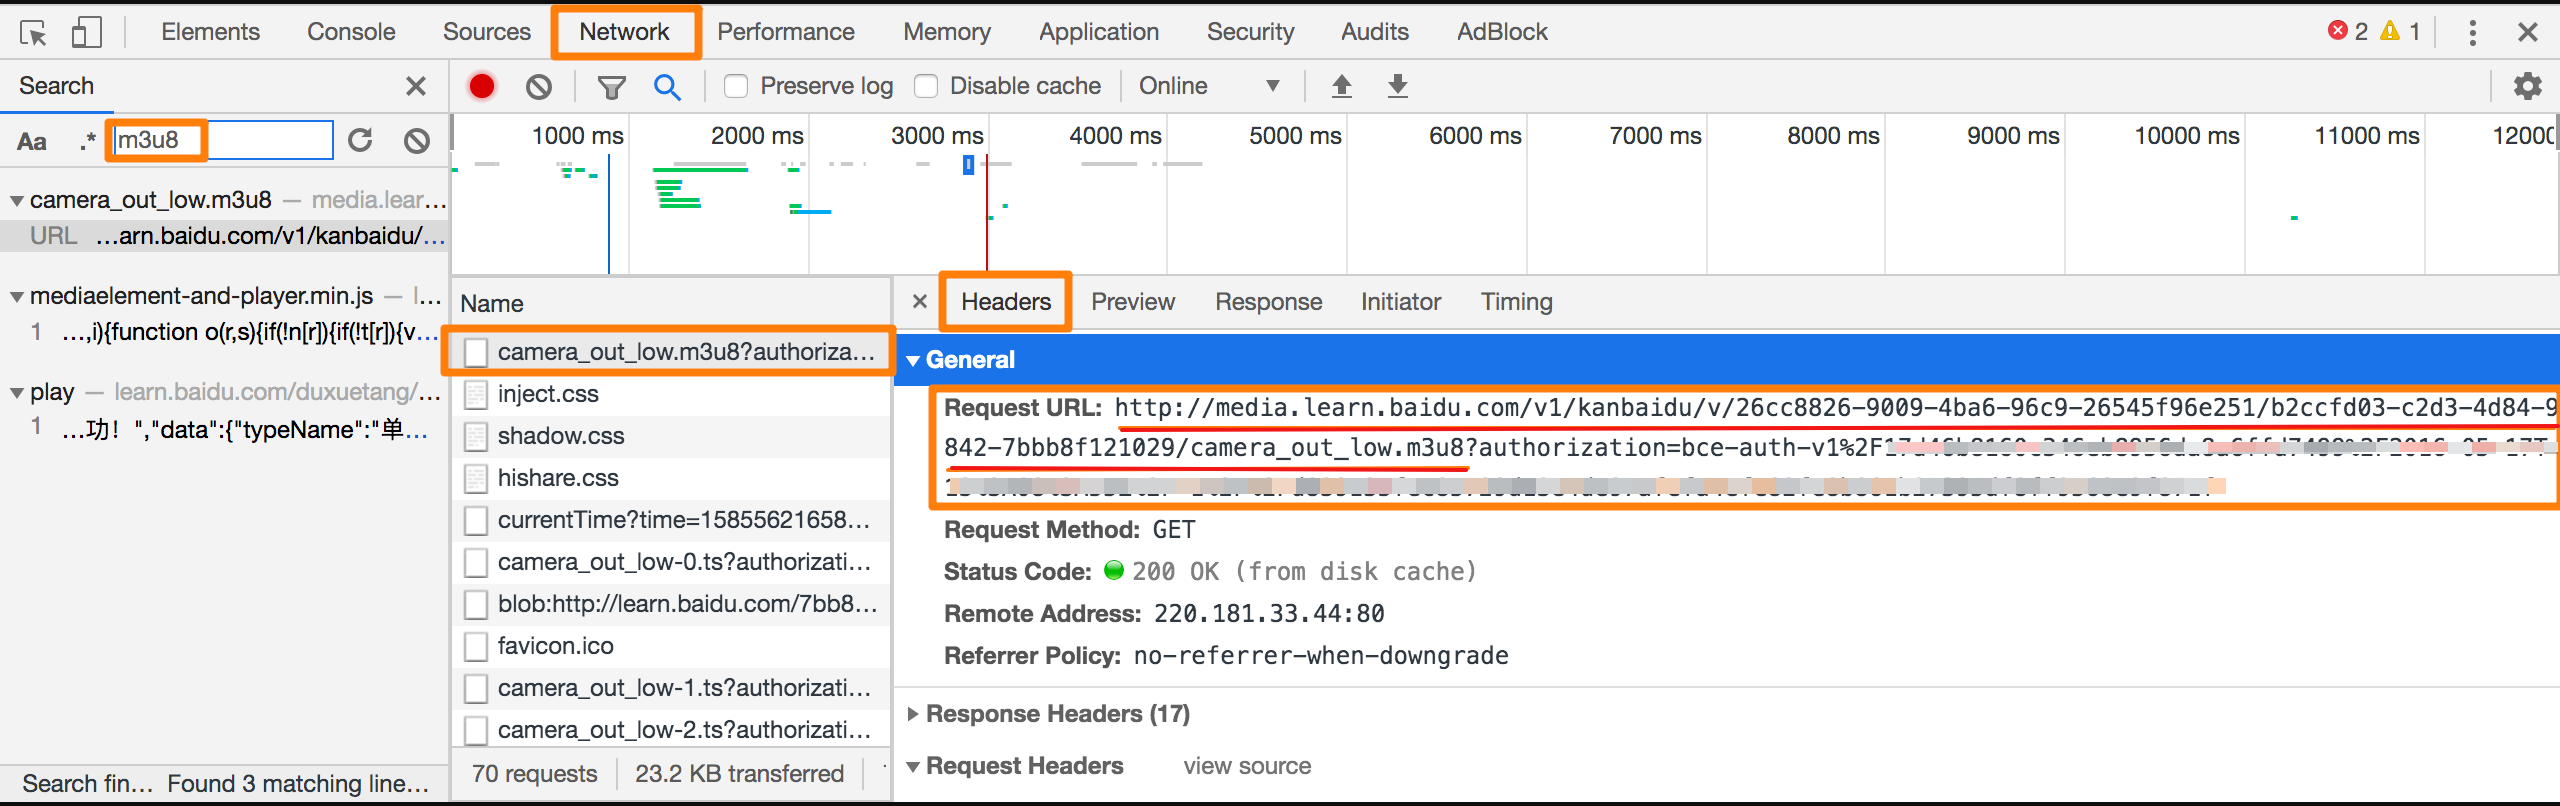 Elements Console Sources Network Performance Memory Application Security Audits AdBlock 2 1
Search
Preserve log Disable cache Online
Aa .* m3u8
1000 ms 2000 ms 3000 ms 4000 ms 5000 ms 6000 ms 7000 ms 8000 ms 9000 ms 10000 ms 11000 ms 12000
camera_out_low.m3u8 — media.lear…
URL …arn.baidu.com/v1/kanbaidu/…
mediaelement-and-player.min.js — l…
1 …,i){function o(r,s){if(!n[r]){if(!t[r]){v…
play — learn.baidu.com/duxuetang/…
1 …功！","data":{"typeName":"单…
Search fin… Found 3 matching line…
Name
camera_out_low.m3u8?authoriza…
inject.css
shadow.css
hishare.css
currentTime?time=15855621658…
camera_out_low-0.ts?authorizati…
blob:http://learn.baidu.com/7bb8…
favicon.ico
camera_out_low-1.ts?authorizati…
camera_out_low-2.ts?authorizati…
70 requests 23.2 KB transferred
Headers Preview Response Initiator Timing
General
Request URL: http://media.learn.baidu.com/v1/kanbaidu/v/26cc8826-9009-4ba6-96c9-26545f96e251/b2ccfd03-c2d3-4d84-9
842-7bbb8f121029/camera_out_low.m3u8?authorization=bce-auth-v1%2F
Request Method: GET
Status Code: 200 OK (from disk cache)
Remote Address: 220.181.33.44:80
Referrer Policy: no-referrer-when-downgrade
Response Headers (17)
Request Headers view source